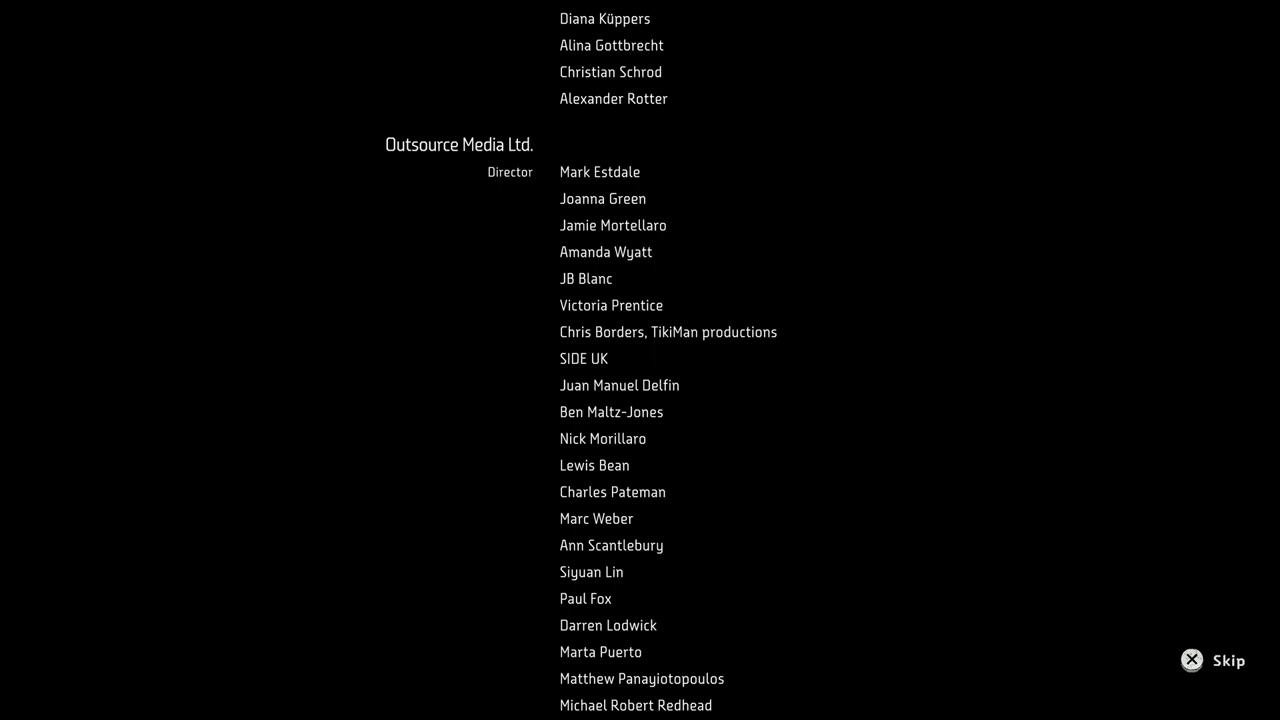 Diana Küppers
Alina Gottbrecht
Christian Schrod
Alexander Rotter
Outsource Media Ltd.
Director Mark Estdale
Joanna Green
Jamie Mortellaro
Amanda Wyatt
JB Blanc
Victoria Prentice
Chris Borders, TikiMan productions
SIDE UK
Juan Manuel Delfin
Ben Maltz-Jones
Nick Morillaro
Lewis Bean
Charles Pateman
Marc Weber
Ann Scantlebury
Siyuan Lin
Paul Fox
Darren Lodwick
Marta Puerto
Matthew Panayiotopoulos
Skip
Michael Robert Redhead